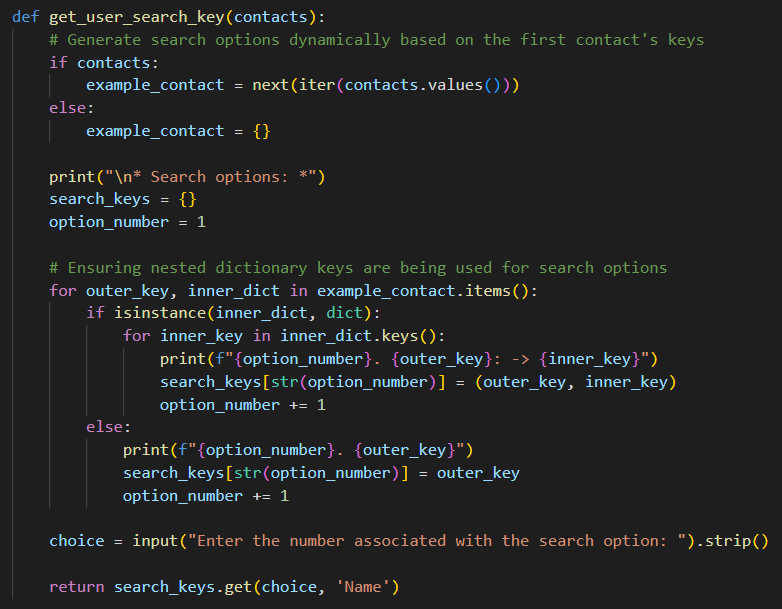 def get_user_search_key(contacts):
    # Generate search options dynamically based on the first contact's keys
    if contacts:
        example_contact = next(iter(contacts.values()))
    else:
        example_contact = {}

    print("\n* Search options: *")
    search_keys = {}
    option_number = 1

    # Ensuring nested dictionary keys are being used for search options
    for outer_key, inner_dict in example_contact.items():
        if isinstance(inner_dict, dict):
            for inner_key in inner_dict.keys():
                print(f"{option_number}. {outer_key}: -> {inner_key}")
                search_keys[str(option_number)] = (outer_key, inner_key)
                option_number += 1
        else:
            print(f"{option_number}. {outer_key}")
            search_keys[str(option_number)] = outer_key
            option_number += 1

    choice = input("Enter the number associated with the search option: ").strip()

    return search_keys.get(choice, 'Name')